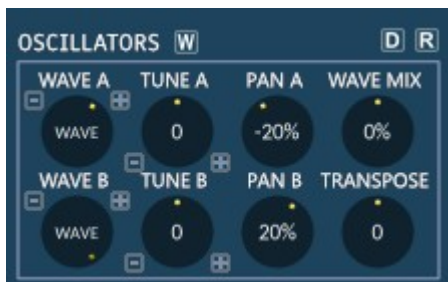 OSCILLATORS W D R
WAVE A TUNE A PAN A WAVE MIX
WAVE 0 -20% 0%
WAVE B TUNE B PAN B TRANSPOSE
WAVE 0 20% 0